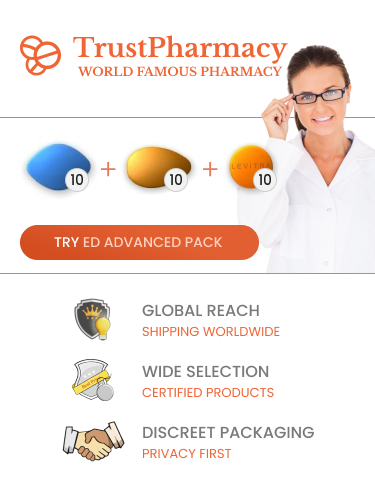 TrustPharmacy
WORLD FAMOUS PHARMACY
10
10
LEVITRA
10
TRY ED ADVANCED PACK
GLOBAL REACH
SHIPPING WORLDWIDE
WIDE SELECTION
CERTIFIED PRODUCTS
DISCREET PACKAGING
PRIVACY FIRST